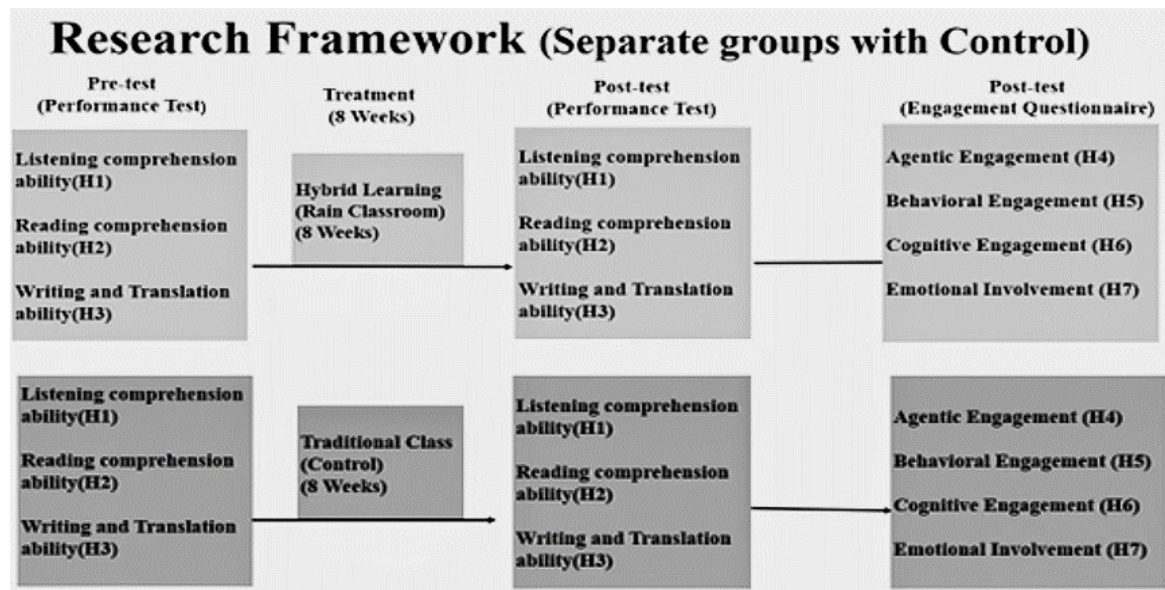 Research Framework (Separate groups with Control)
Pre-test
(Performance Test)
Treatment
(8 Weeks)
Post-test
(Performance Test)
Post-test
(Engagement Questionnaire)
Listening comprehension
ability(H1)
Reading comprehension
ability(H2)
Writing and Translation
ability(H3)
Hybrid Learning
(Rain Classroom)
(8 Weeks)
Listening comprehension
ability(H1)
Reading comprehension
ability(H2)
Writing and Translation
ability(H3)
Agentic Engagement (H4)
Behavioral Engagement (H5)
Cognitive Engagement (H6)
Emotional Involvement (H7)
Listening comprehension
ability(H1)
Reading comprehension
ability(H2)
Writing and Translation
ability(H3)
Traditional Class
(Control)
(8 Weeks)
Listening comprehension
ability(H1)
Reading comprehension
ability(H2)
Writing and Translation
ability(H3)
Agentic Engagement (H4)
Behavioral Engagement (H5)
Cognitive Engagement (H6)
Emotional Involvement (H7)